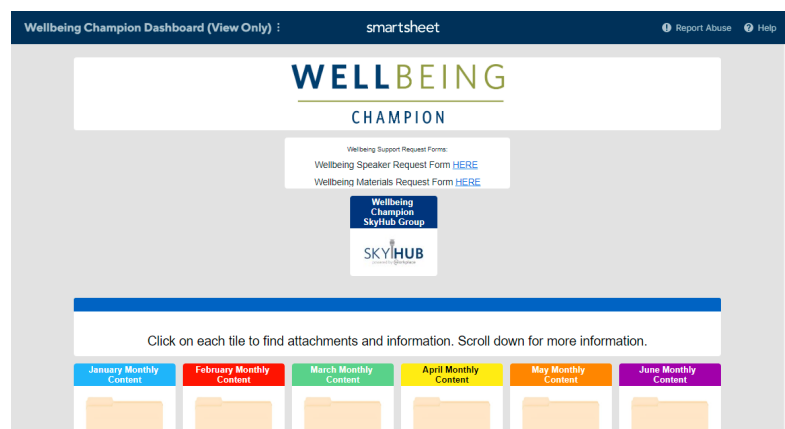 Wellbeing Champion Dashboard (View Only)
smartsheet
Report Abuse
Help
WELLBEING
CHAMPION
Wellbeing Support Request Forms:
Wellbeing Speaker Request Form HERE
Wellbeing Materials Request Form HERE
Wellbeing
Champion
SkyHub Group
SKYHUB
Click on each tile to find attachments and information. Scroll down for more information.
January Monthly
Content
February Monthly
Content
March Monthly
Content
April Monthly
Content
May Monthly
Content
June Monthly
Content